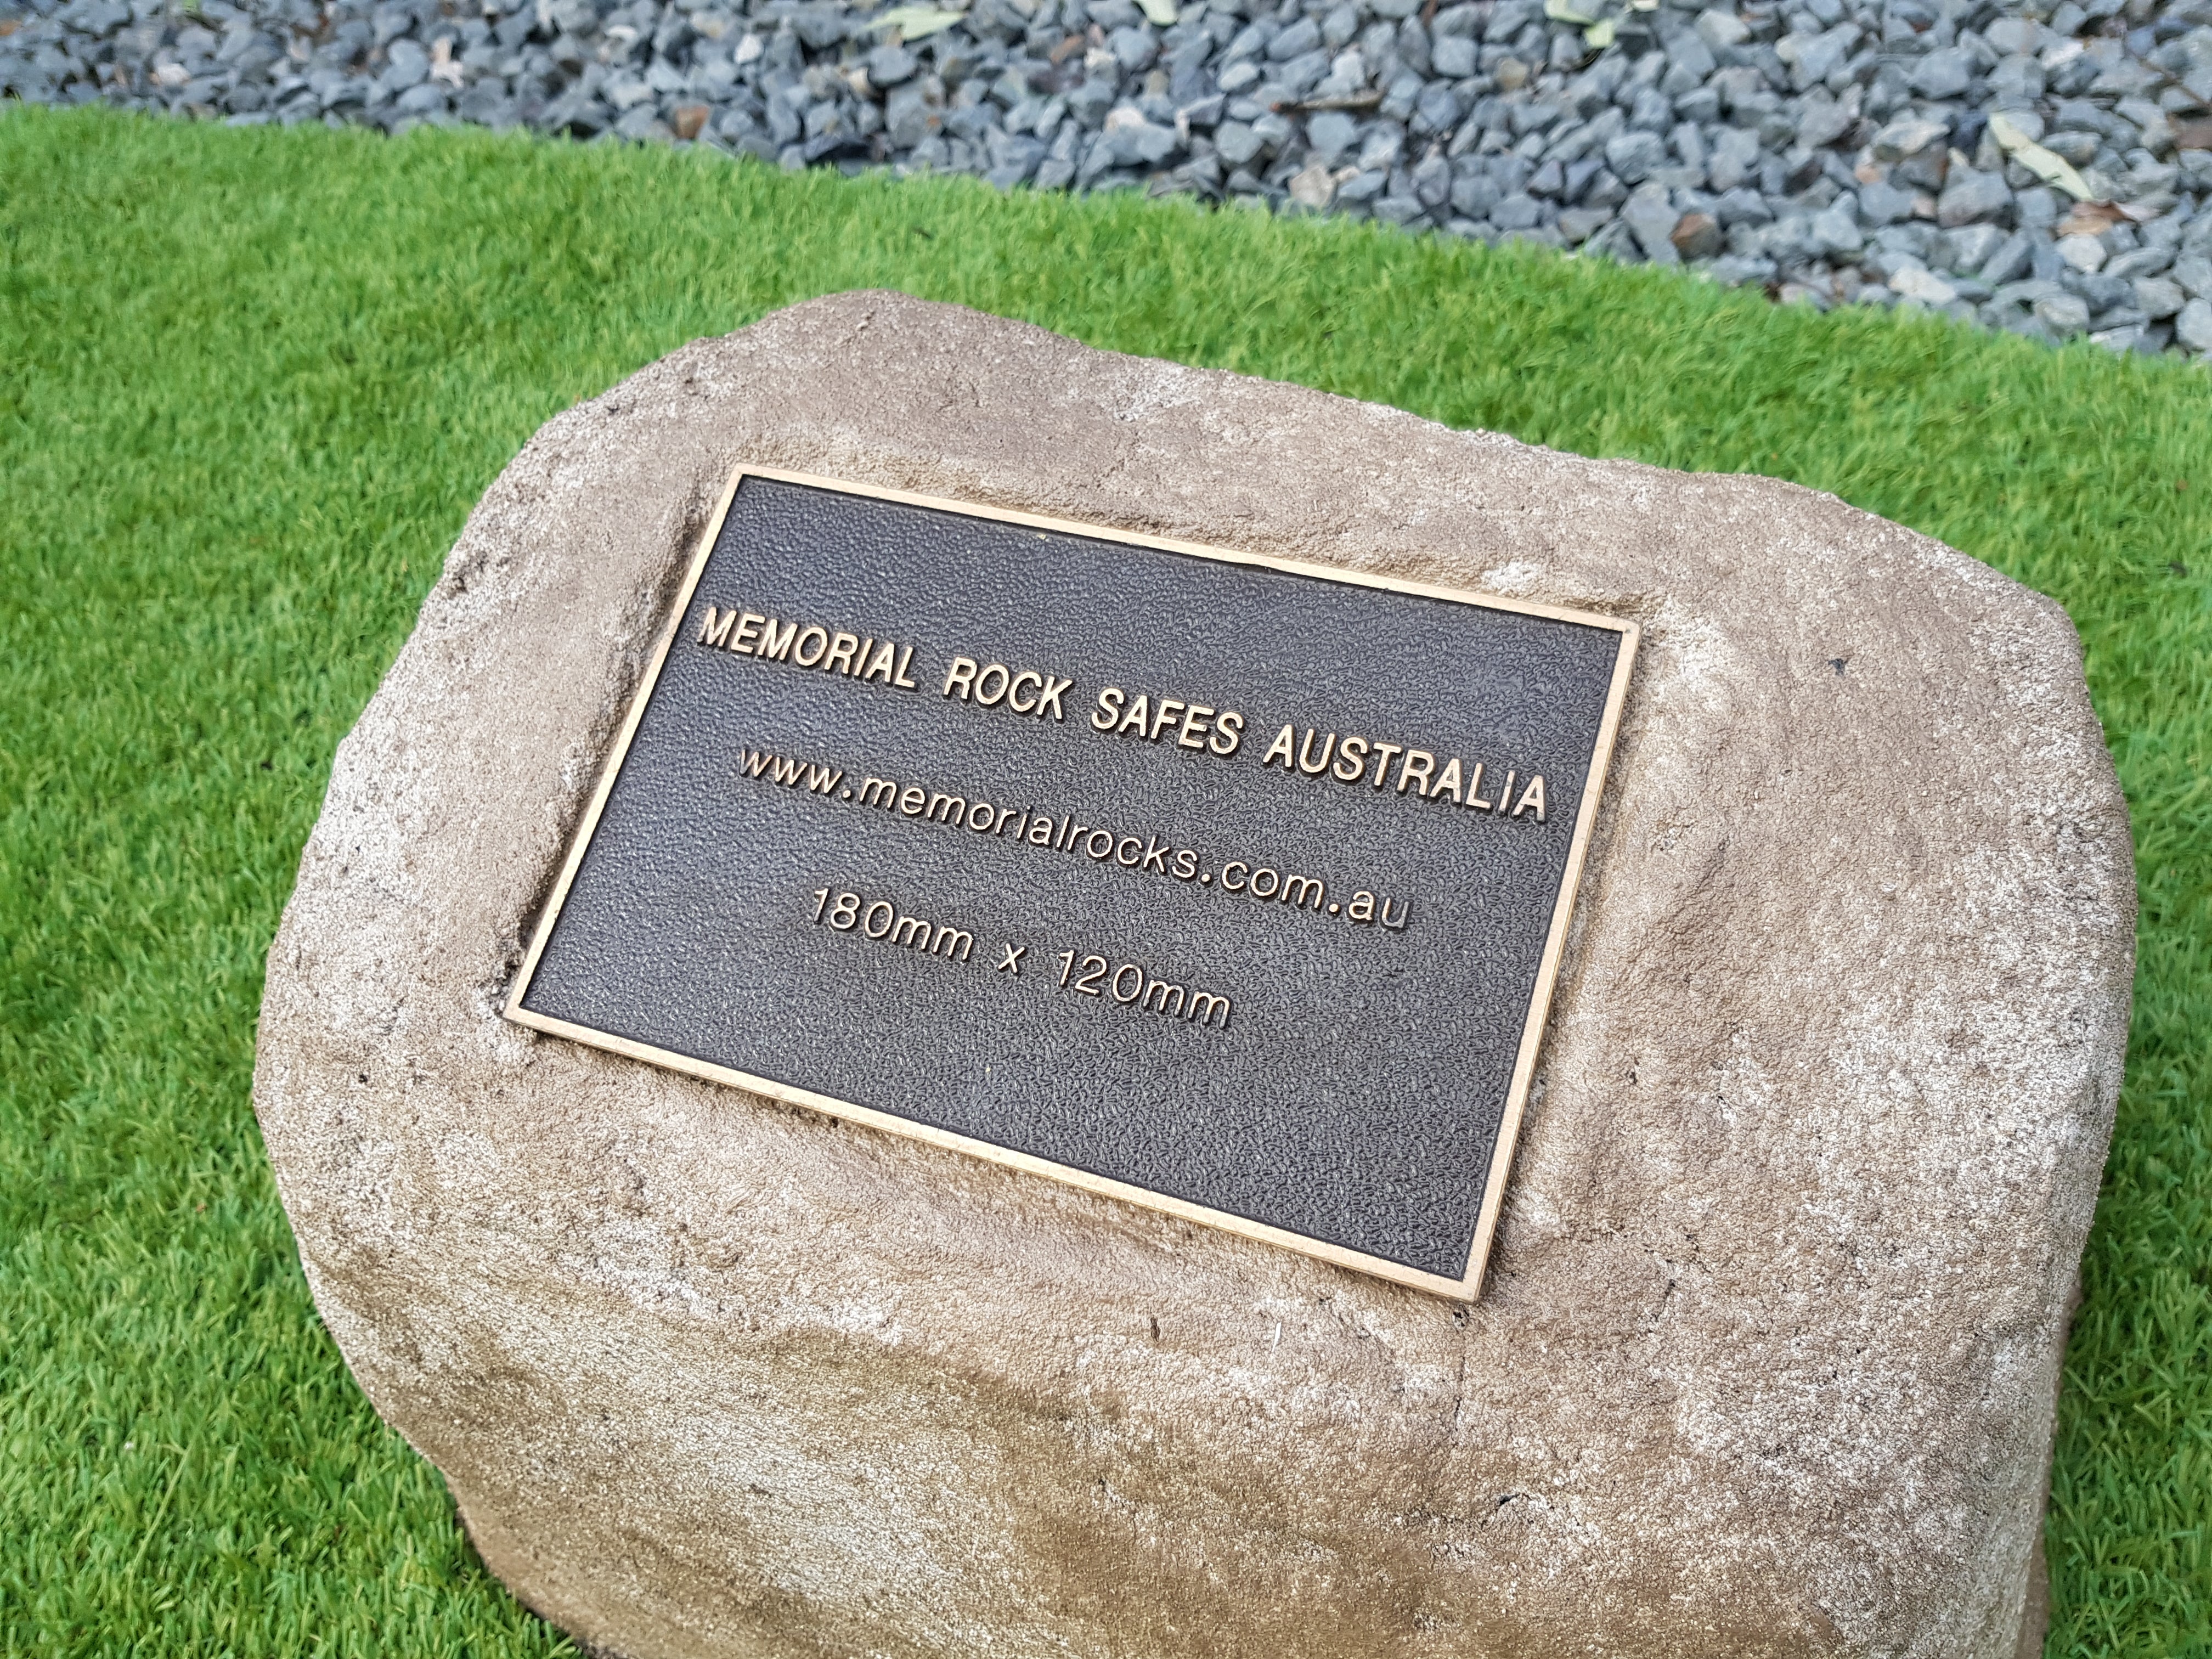 MEMORIAL ROCK SAFES AUSTRALIA
www.memorialrocks.com.au
180mm x 120mm